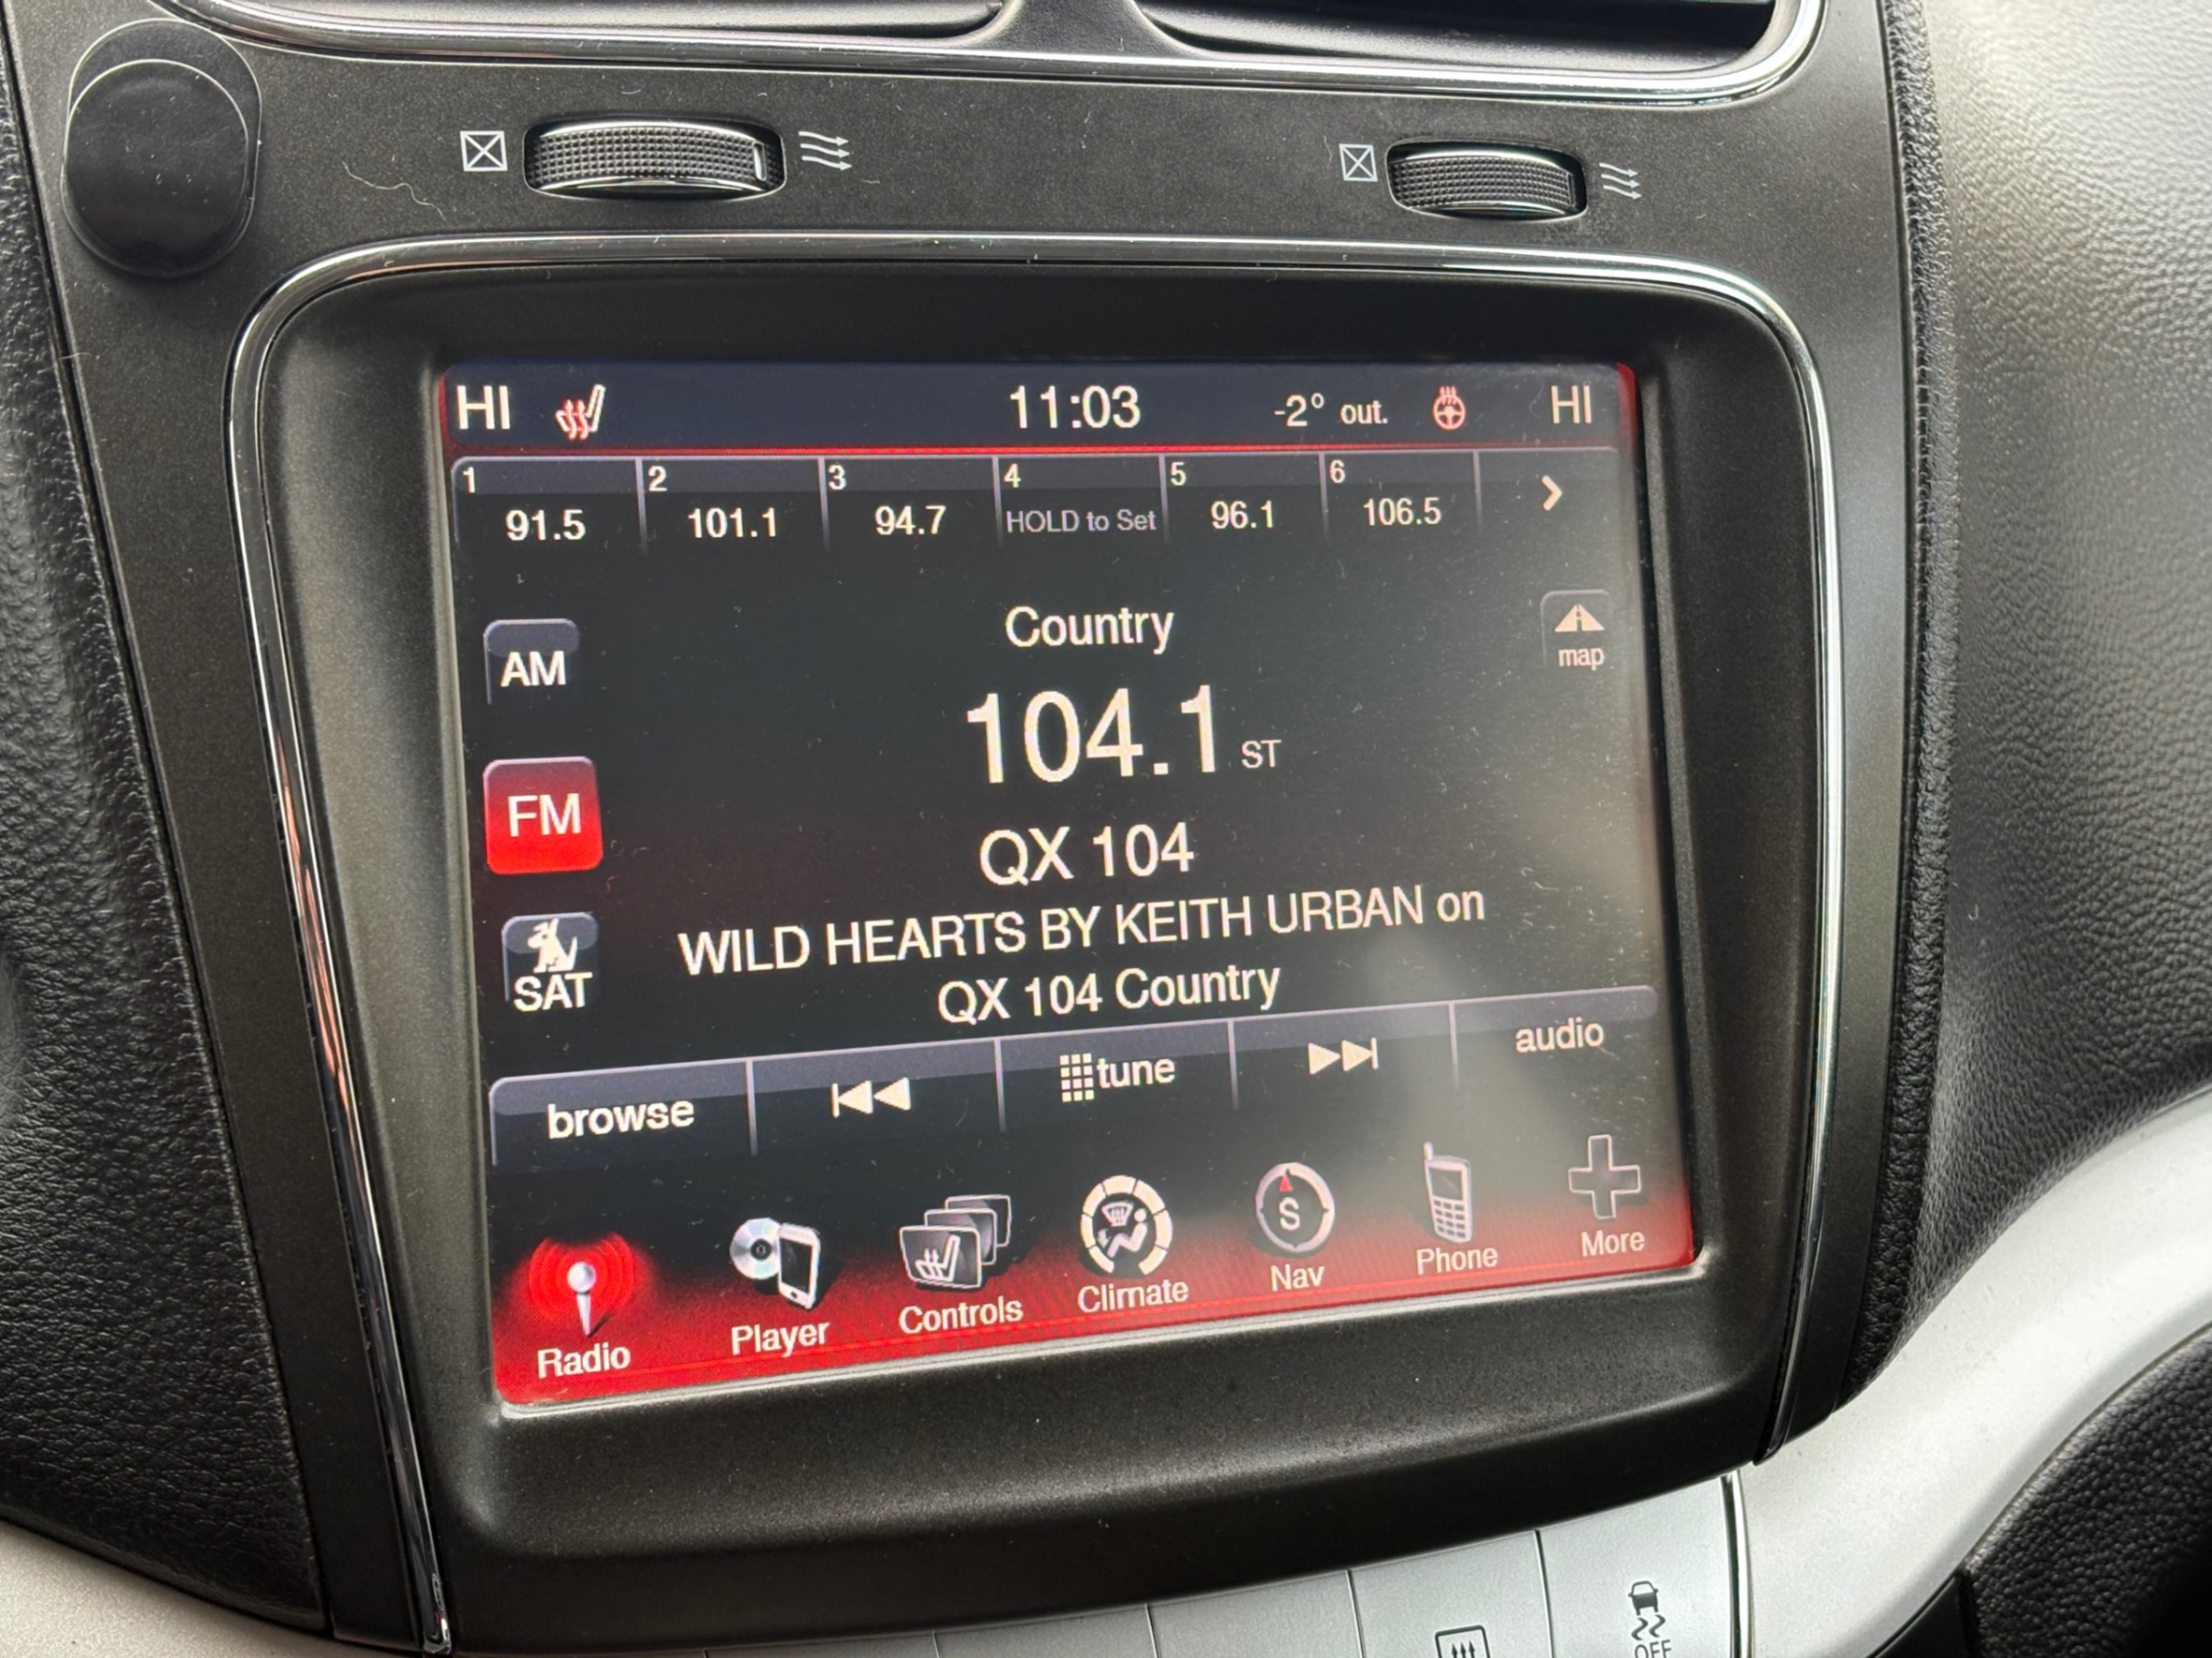 HI 11:03 -2° out. HI
1 2 3 4 5 6
91.5 101.1 94.7 HOLD to Set 96.1 106.5
Country
map
AM
104.1 ST
FM
QX 104
WILD HEARTS BY KEITH URBAN on
QX 104 Country
SAT
browse tune audio
S
Radio Player Controls Climate Nav Phone More
OFF